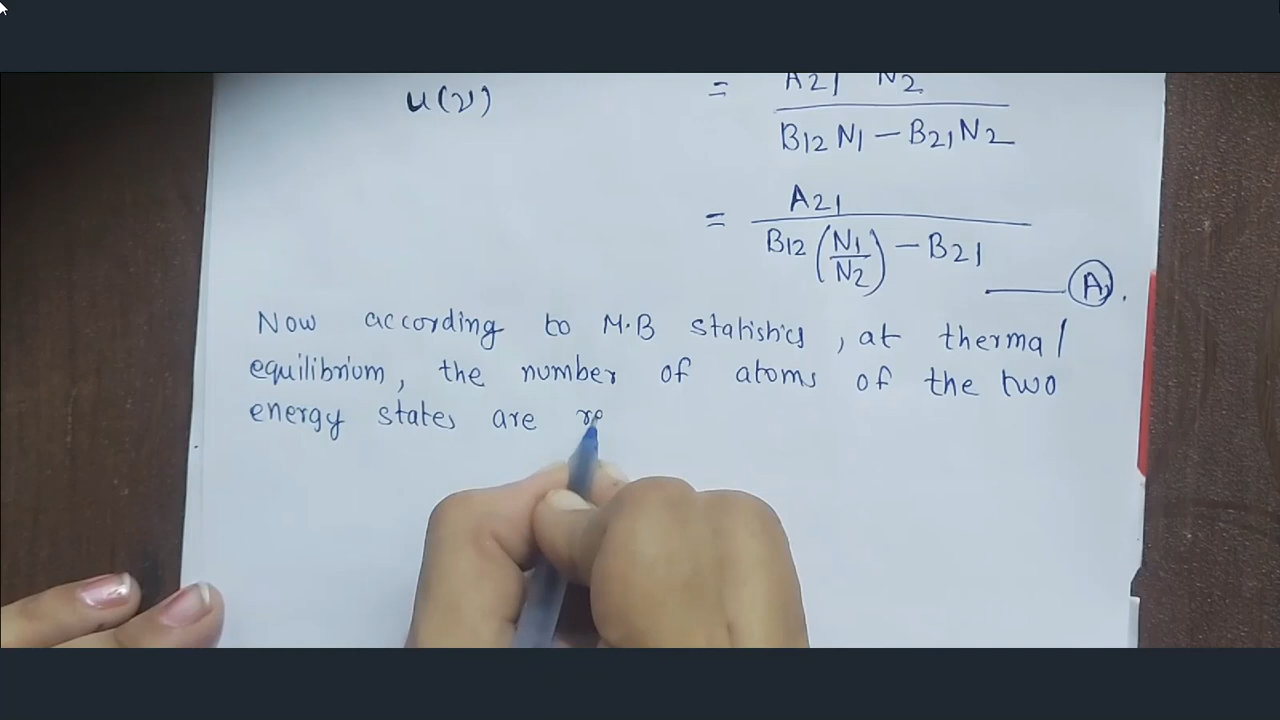 u(ν) = A21 N2
B12 N1 − B21 N2
= A21
B12 (N1/N2) − B21
A.
Now according to M.B statistics, at thermal
equilibrium, the number of atoms of the two
energy states are re